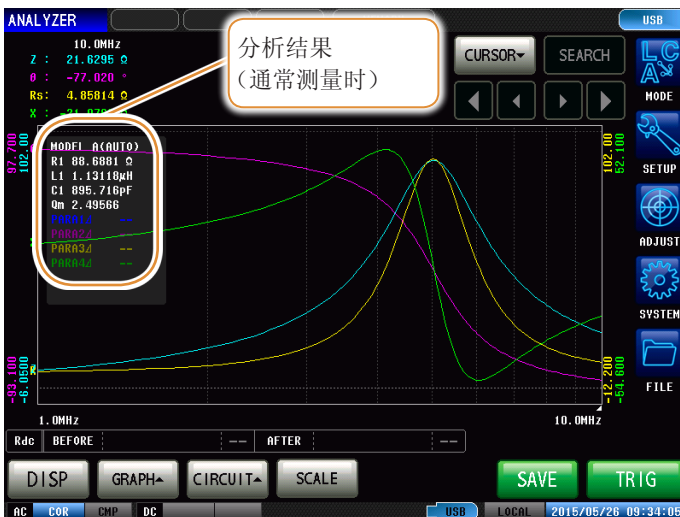 ANALYZER
USB
10.0MHz
Z : 21.6295 Ω
θ : -77.020 °
Rs: 4.85814 Ω
分析结果
（通常测量时）
CURSOR
SEARCH
MODE
SETUP
ADJUST
SYSTEM
FILE
97.700
102.00
102.00
52.100
MODEL A(AUTO)
R1 88.6881 Ω
L1 1.13118μH
C1 895.716pF
Qm 2.49566
PARA1⊿ --
PARA2⊿ --
PARA3⊿ --
PARA4⊿ --
-93.100
-6.0500
-12.200
-54.600
1.0MHz
10.0MHz
Rdc BEFORE -- AFTER --
DISP GRAPH CIRCUIT SCALE SAVE TRIG
AC COR CMP DC USB LOCAL 2015/05/26 09:34:05